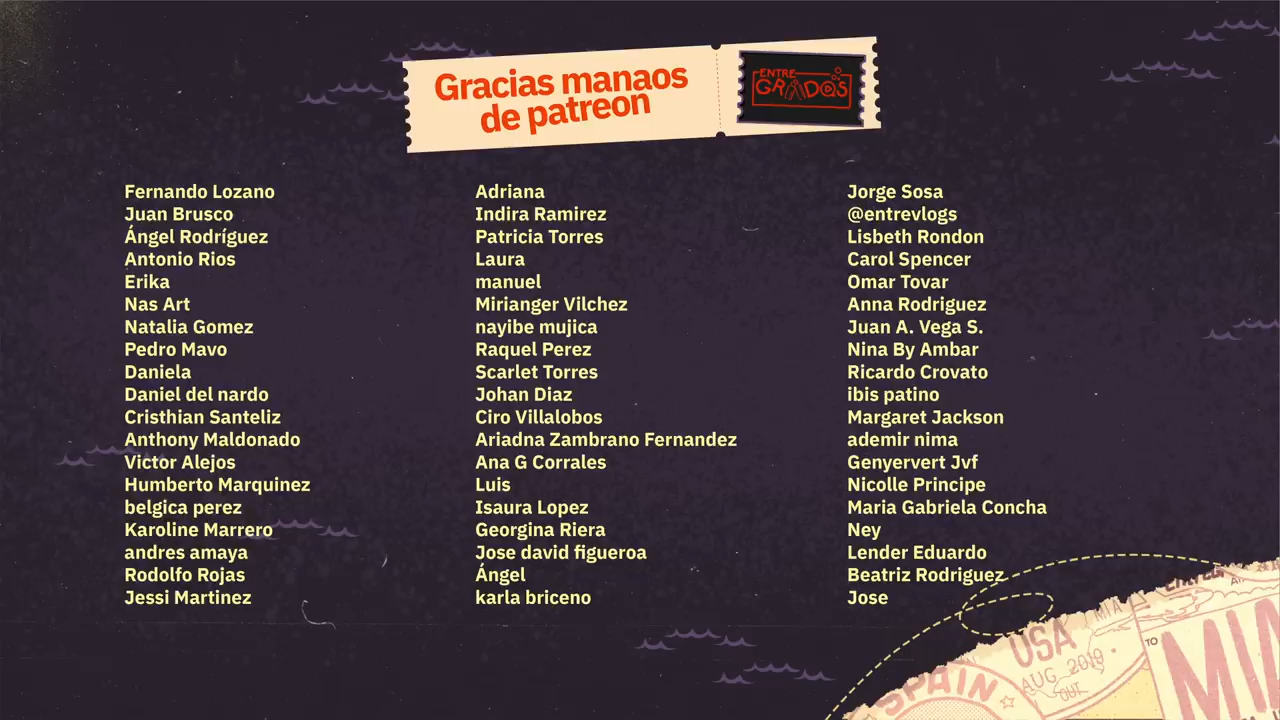 Gracias manaos
de patreon
ENTRE
GRADOS
Fernando Lozano
Juan Brusco
Ángel Rodríguez
Antonio Rios
Erika
Nas Art
Natalia Gomez
Pedro Mavo
Daniela
Daniel del nardo
Cristhian Santeliz
Anthony Maldonado
Victor Alejos
Humberto Marquinez
belgica perez
Karoline Marrero
andres amaya
Rodolfo Rojas
Jessi Martinez
Adriana
Indira Ramirez
Patricia Torres
Laura
manuel
Mirianger Vilchez
nayibe mujica
Raquel Perez
Scarlet Torres
Johan Diaz
Ciro Villalobos
Ariadna Zambrano Fernandez
Ana G Corrales
Luis
Isaura Lopez
Georgina Riera
Jose david figueroa
Ángel
karla briceno
Jorge Sosa
@entrevlogs
Lisbeth Rondon
Carol Spencer
Omar Tovar
Anna Rodriguez
Juan A. Vega S.
Nina By Ambar
Ricardo Crovato
ibis patino
Margaret Jackson
ademir nima
Genyervert Jvf
Nicolle Principe
Maria Gabriela Concha
Ney
Lender Eduardo
Beatriz Rodriguez
Jose
USA
AUG 2019
OUT
SPAIN
TO